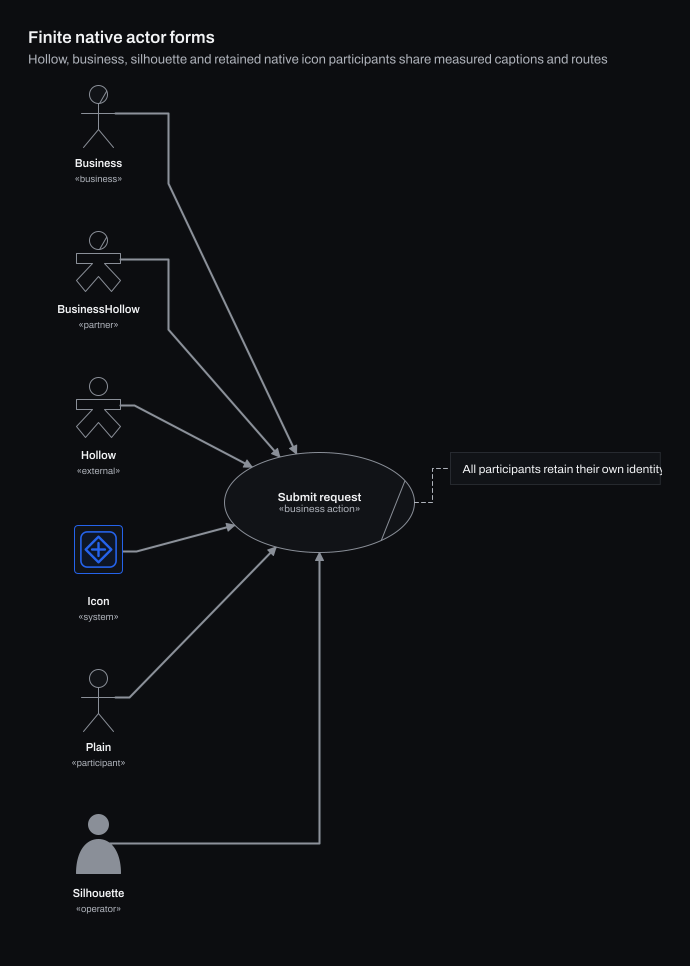 Finite native actor forms
Hollow, business, silhouette and retained native icon participants share measured captions and routes
Business
«business»
BusinessHollow
«partner»
Hollow
«external»
Submit request
«business action»
All participants retain their own identity
Icon
«system»
Plain
«participant»
Silhouette
«operator»